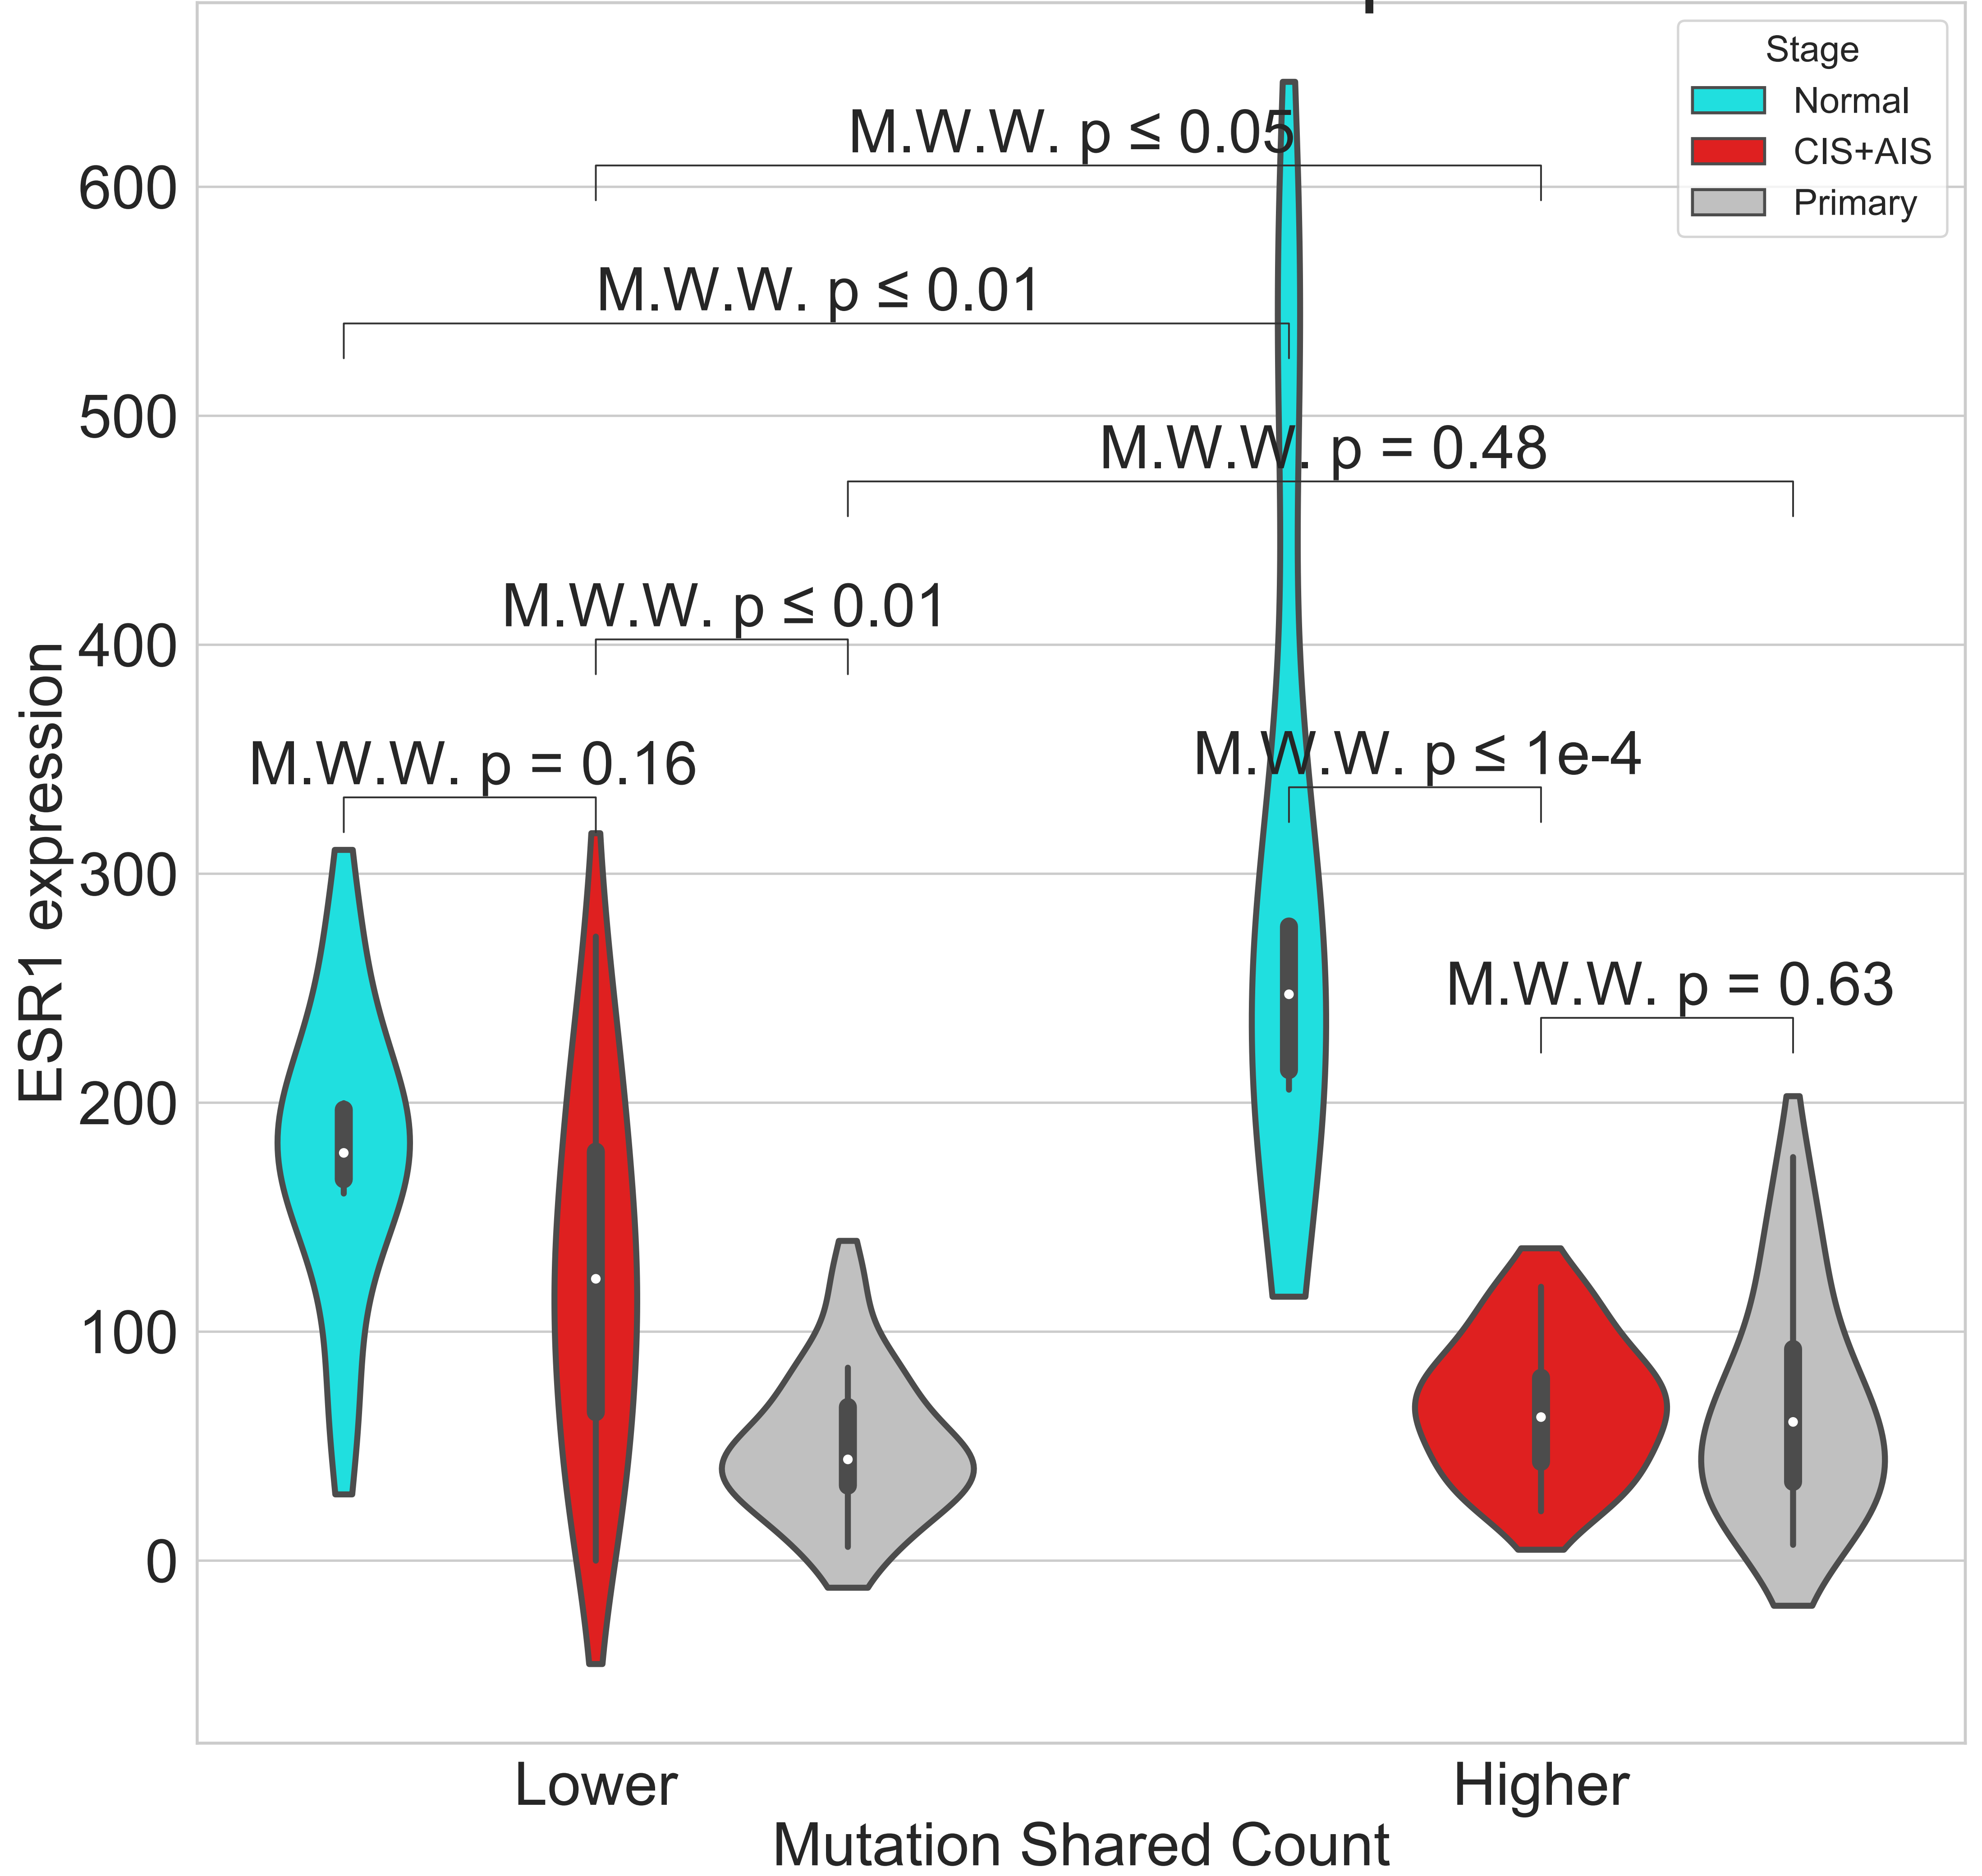 Stage
Normal
CIS+AIS
Primary
M.W.W. p ≤ 0.05
M.W.W. p ≤ 0.01
M.W.W. p = 0.48
M.W.W. p ≤ 0.01
M.W.W. p = 0.16
M.W.W. p ≤ 1e-4
M.W.W. p = 0.63
600
500
400
300
200
100
0
ESR1 expression
Lower
Higher
Mutation Shared Count